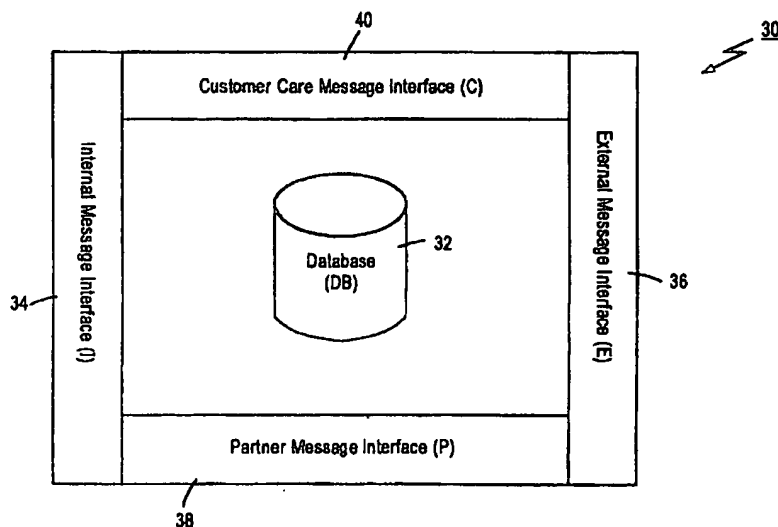 40
30
Customer Care Message Interface (C)
Internal Message Interface (I)
External Message Interface (E)
Database
(DB)
32
34
36
Partner Message Interface (P)
38